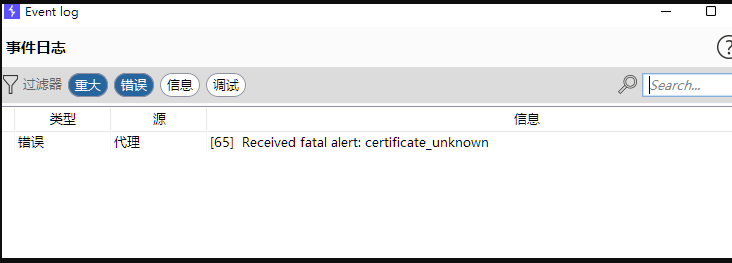 Event log
事件日志
过滤器 重大 错误 信息 调试 Search...
类型 源 信息
错误 代理 [65] Received fatal alert: certificate_unknown